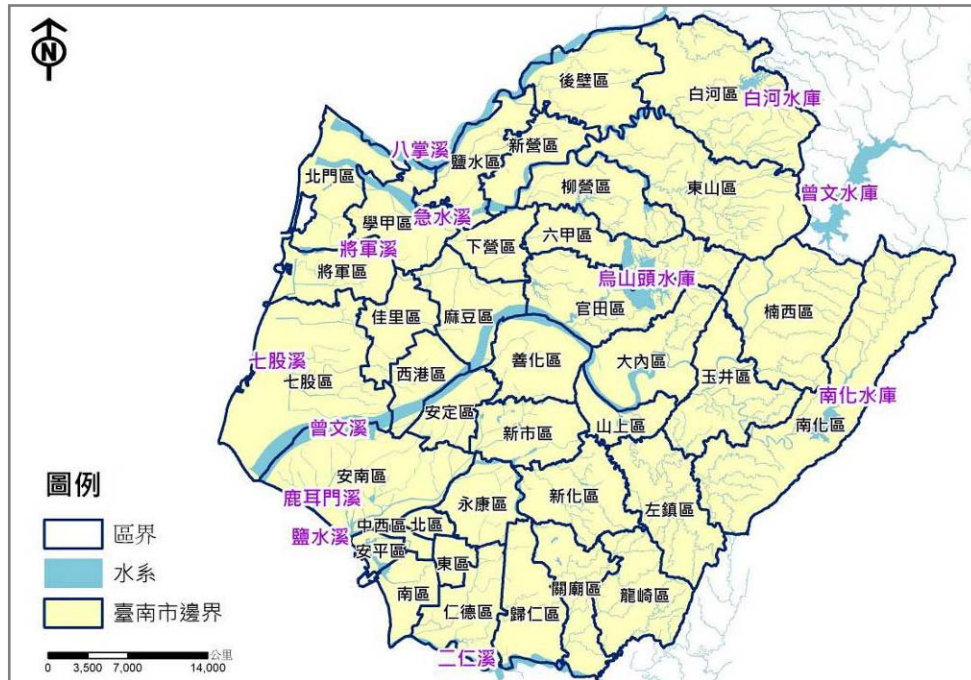 N
後壁區
白河區
白河水庫
八掌溪
鹽水區
新營區
北門區
柳營區
東山區
曾文水庫
學甲區
急水溪
將軍溪
下營區
六甲區
將軍區
烏山頭水庫
佳里區
麻豆區
官田區
楠西區
七股溪
七股區
西港區
善化區
大內區
玉井區
南化水庫
曾文溪
安定區
新市區
山上區
南化區
安南區
鹿耳門溪
永康區
新化區
左鎮區
鹽水溪
中西區
北區
安平區
東區
南區
仁德區
歸仁區
關廟區
龍崎區
二仁溪
圖例
區界
水系
臺南市邊界
公里
0 3,500 7,000 14,000